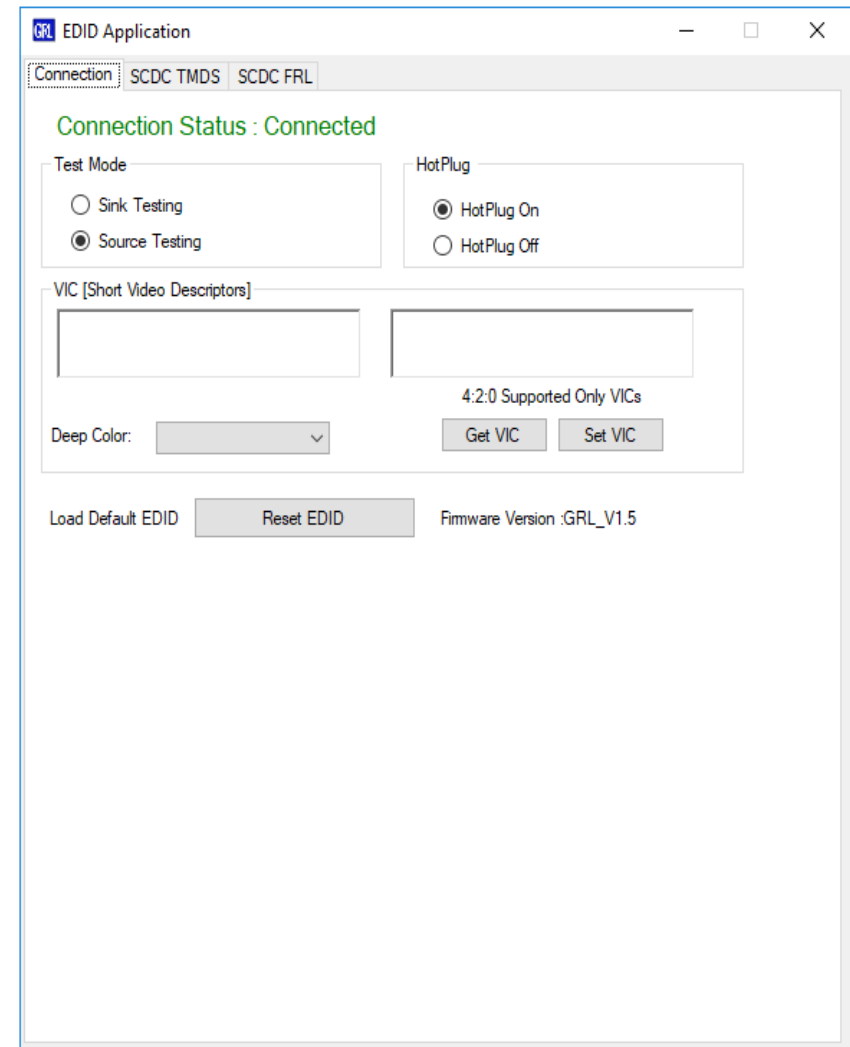 GRL EDID Application
Connection SCDC TMDS SCDC FRL
Connection Status : Connected
Test Mode
Sink Testing
Source Testing
HotPlug
HotPlug On
HotPlug Off
VIC [Short Video Descriptors]
4:2:0 Supported Only VICs
Deep Color:
Get VIC Set VIC
Load Default EDID Reset EDID Firmware Version :GRL_V1.5